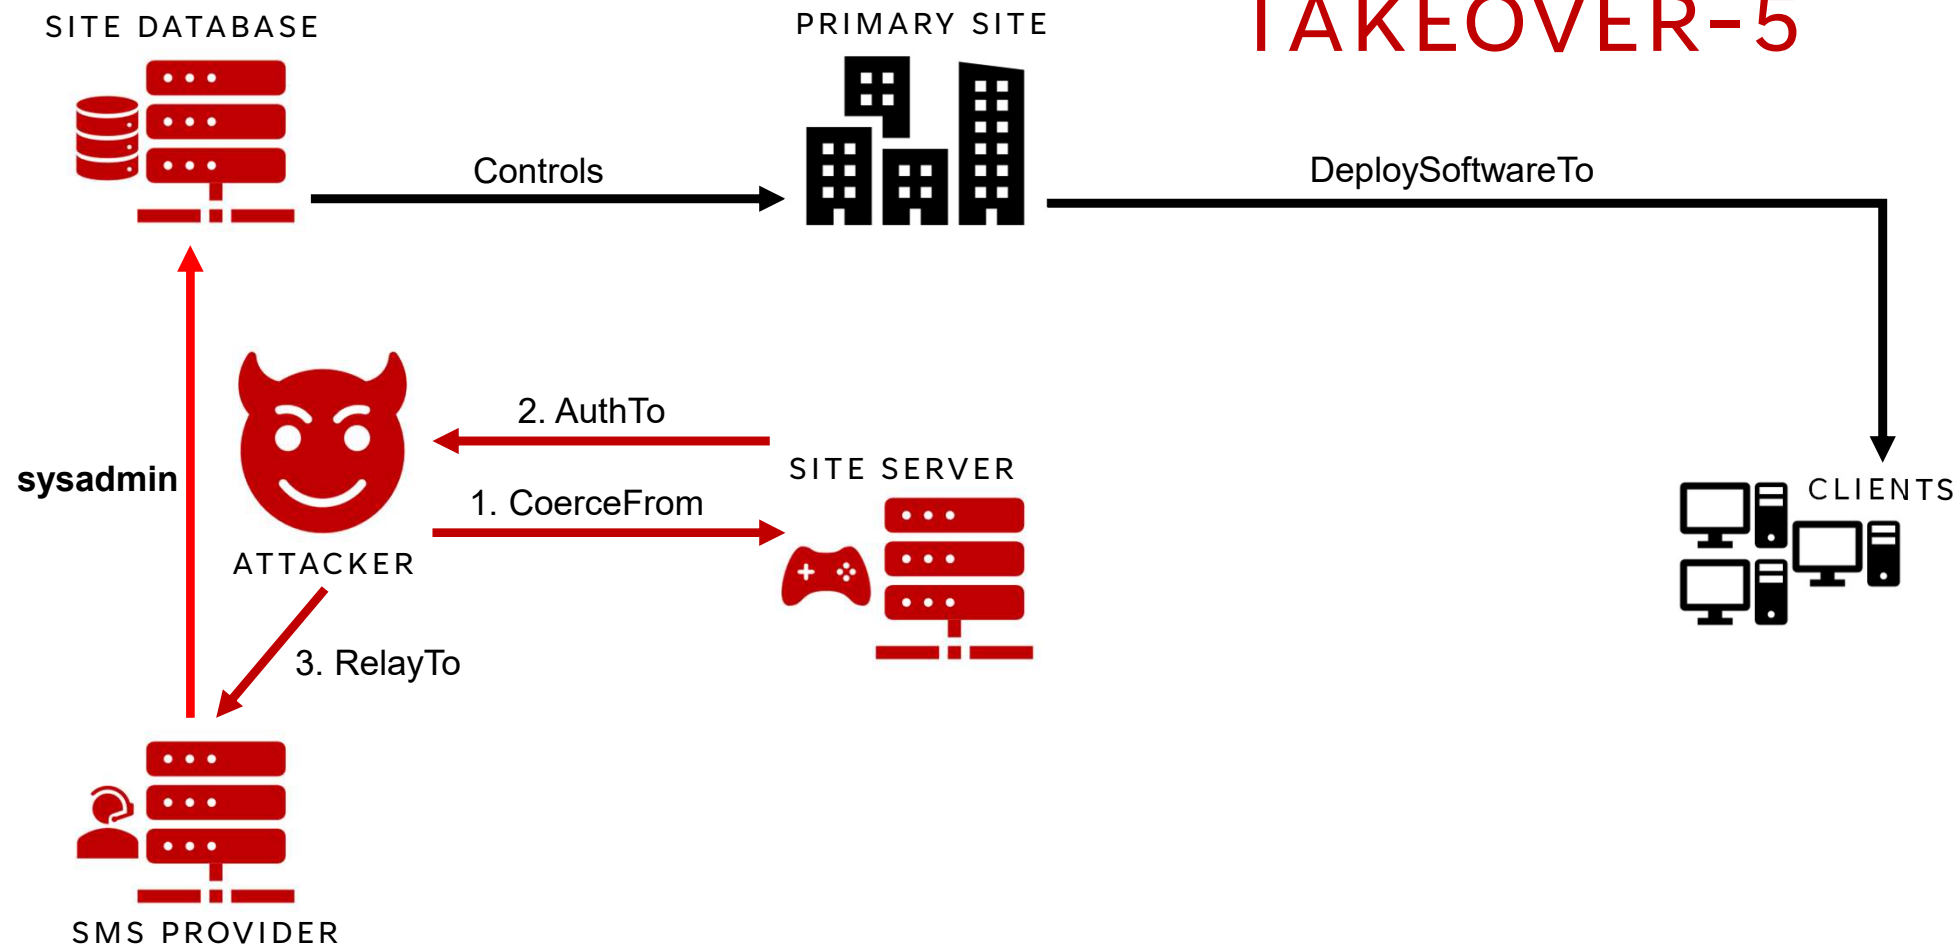 TAKEOVER-5
SITE DATABASE
PRIMARY SITE
Controls
DeploySoftwareTo
2. AuthTo
sysadmin
SITE SERVER
1. CoerceFrom
CLIENTS
ATTACKER
3. RelayTo
SMS PROVIDER